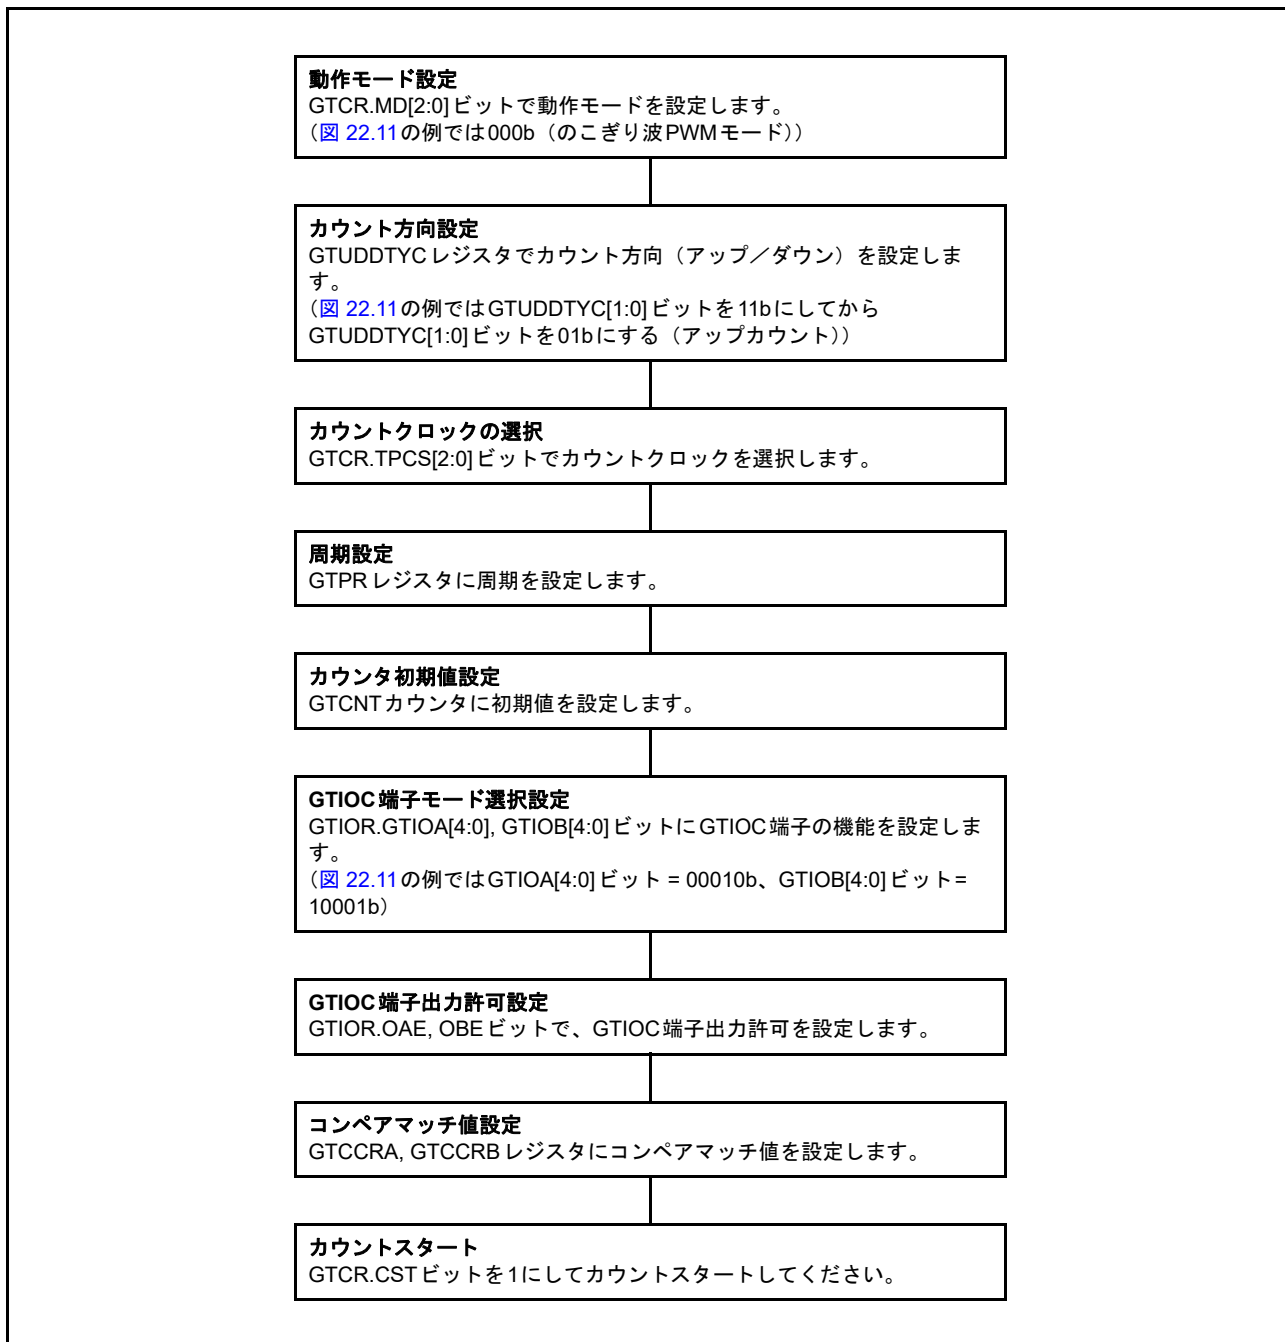 動作モード設定
GTCR.MD[2:0]ビットで動作モードを設定します。
（図 22.11の例では000b（のこぎり波PWMモード））
カウント方向設定
GTUDDTYCレジスタでカウント方向（アップ／ダウン）を設定しま
す。
（図 22.11の例ではGTUDDTYC[1:0]ビットを11bにしてから
GTUDDTYC[1:0]ビットを01bにする（アップカウント））
カウントクロックの選択
GTCR.TPCS[2:0]ビットでカウントクロックを選択します。
周期設定
GTPRレジスタに周期を設定します。
カウンタ初期値設定
GTCNTカウンタに初期値を設定します。
GTIOC端子モード選択設定
GTIOR.GTIOA[4:0], GTIOB[4:0]ビットにGTIOC端子の機能を設定しま
す。
（図 22.11の例ではGTIOA[4:0]ビット = 00010b、GTIOB[4:0]ビット=
10001b）
GTIOC端子出力許可設定
GTIOR.OAE, OBEビットで、GTIOC端子出力許可を設定します。
コンペアマッチ値設定
GTCCRA, GTCCRBレジスタにコンペアマッチ値を設定します。
カウントスタート
GTCR.CSTビットを1にしてカウントスタートしてください。